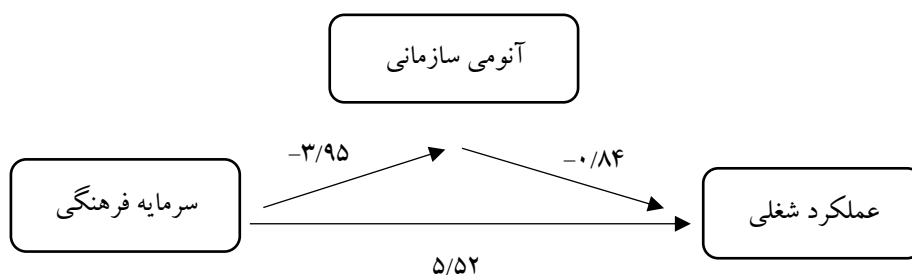 آنومی سازمانی
–۳/۹۵
–۰/۸۴
سرمایه فرهنگی
عملکرد شغلی
۵/۵۲